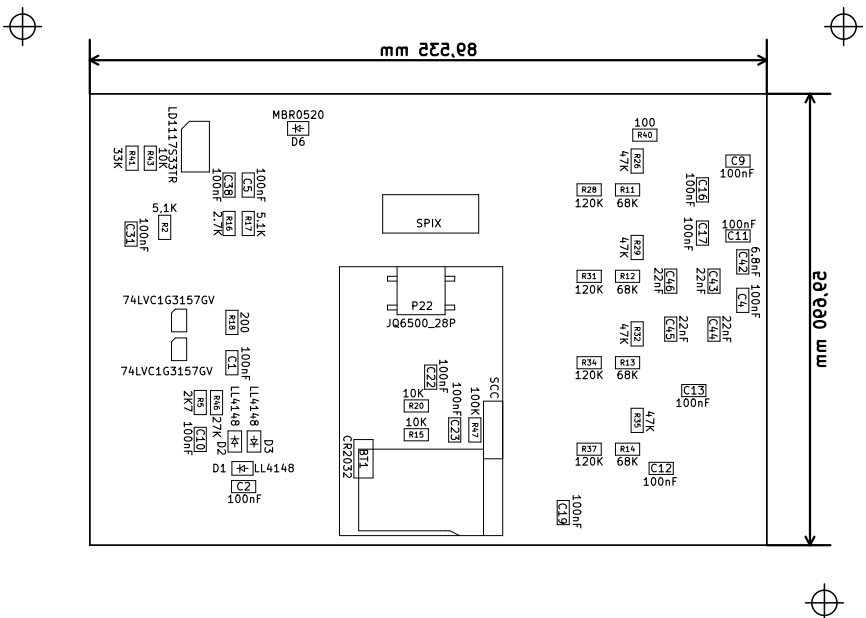 89,535 mm
MBR0520
D6
LD1117S33TR
33K
R41
R43
10K
100nF
C38
C5
100nF
5,1K
R2
100nF
C31
2.7K
R16
R17
5.1K
SPIX
100
R40
47K
R26
C9
100nF
R28
120K
R11
68K
100nF
C16
100nF
C17
100nF
C11
47K
R29
6.8nF
C42
R31
120K
R12
68K
22nF
C46
22nF
C43
100nF
C4
59,690 mm
74LVC1G3157GV
R18
200
74LVC1G3157GV
P22
JQ6500_28P
47K
R32
22nF
C45
22nF
C44
C1
100nF
R34
120K
R13
68K
100nF
C22
SCC
C13
100nF
2K7
R5
R46
27K
LL4148
LL4148
10K
R20
100nF
C23
100K
R47
10K
R15
47K
R35
100nF
C10
D2
D3
CR2032
BT1
R37
120K
R14
68K
D1
LL4148
C12
100nF
C2
100nF
100nF
C19